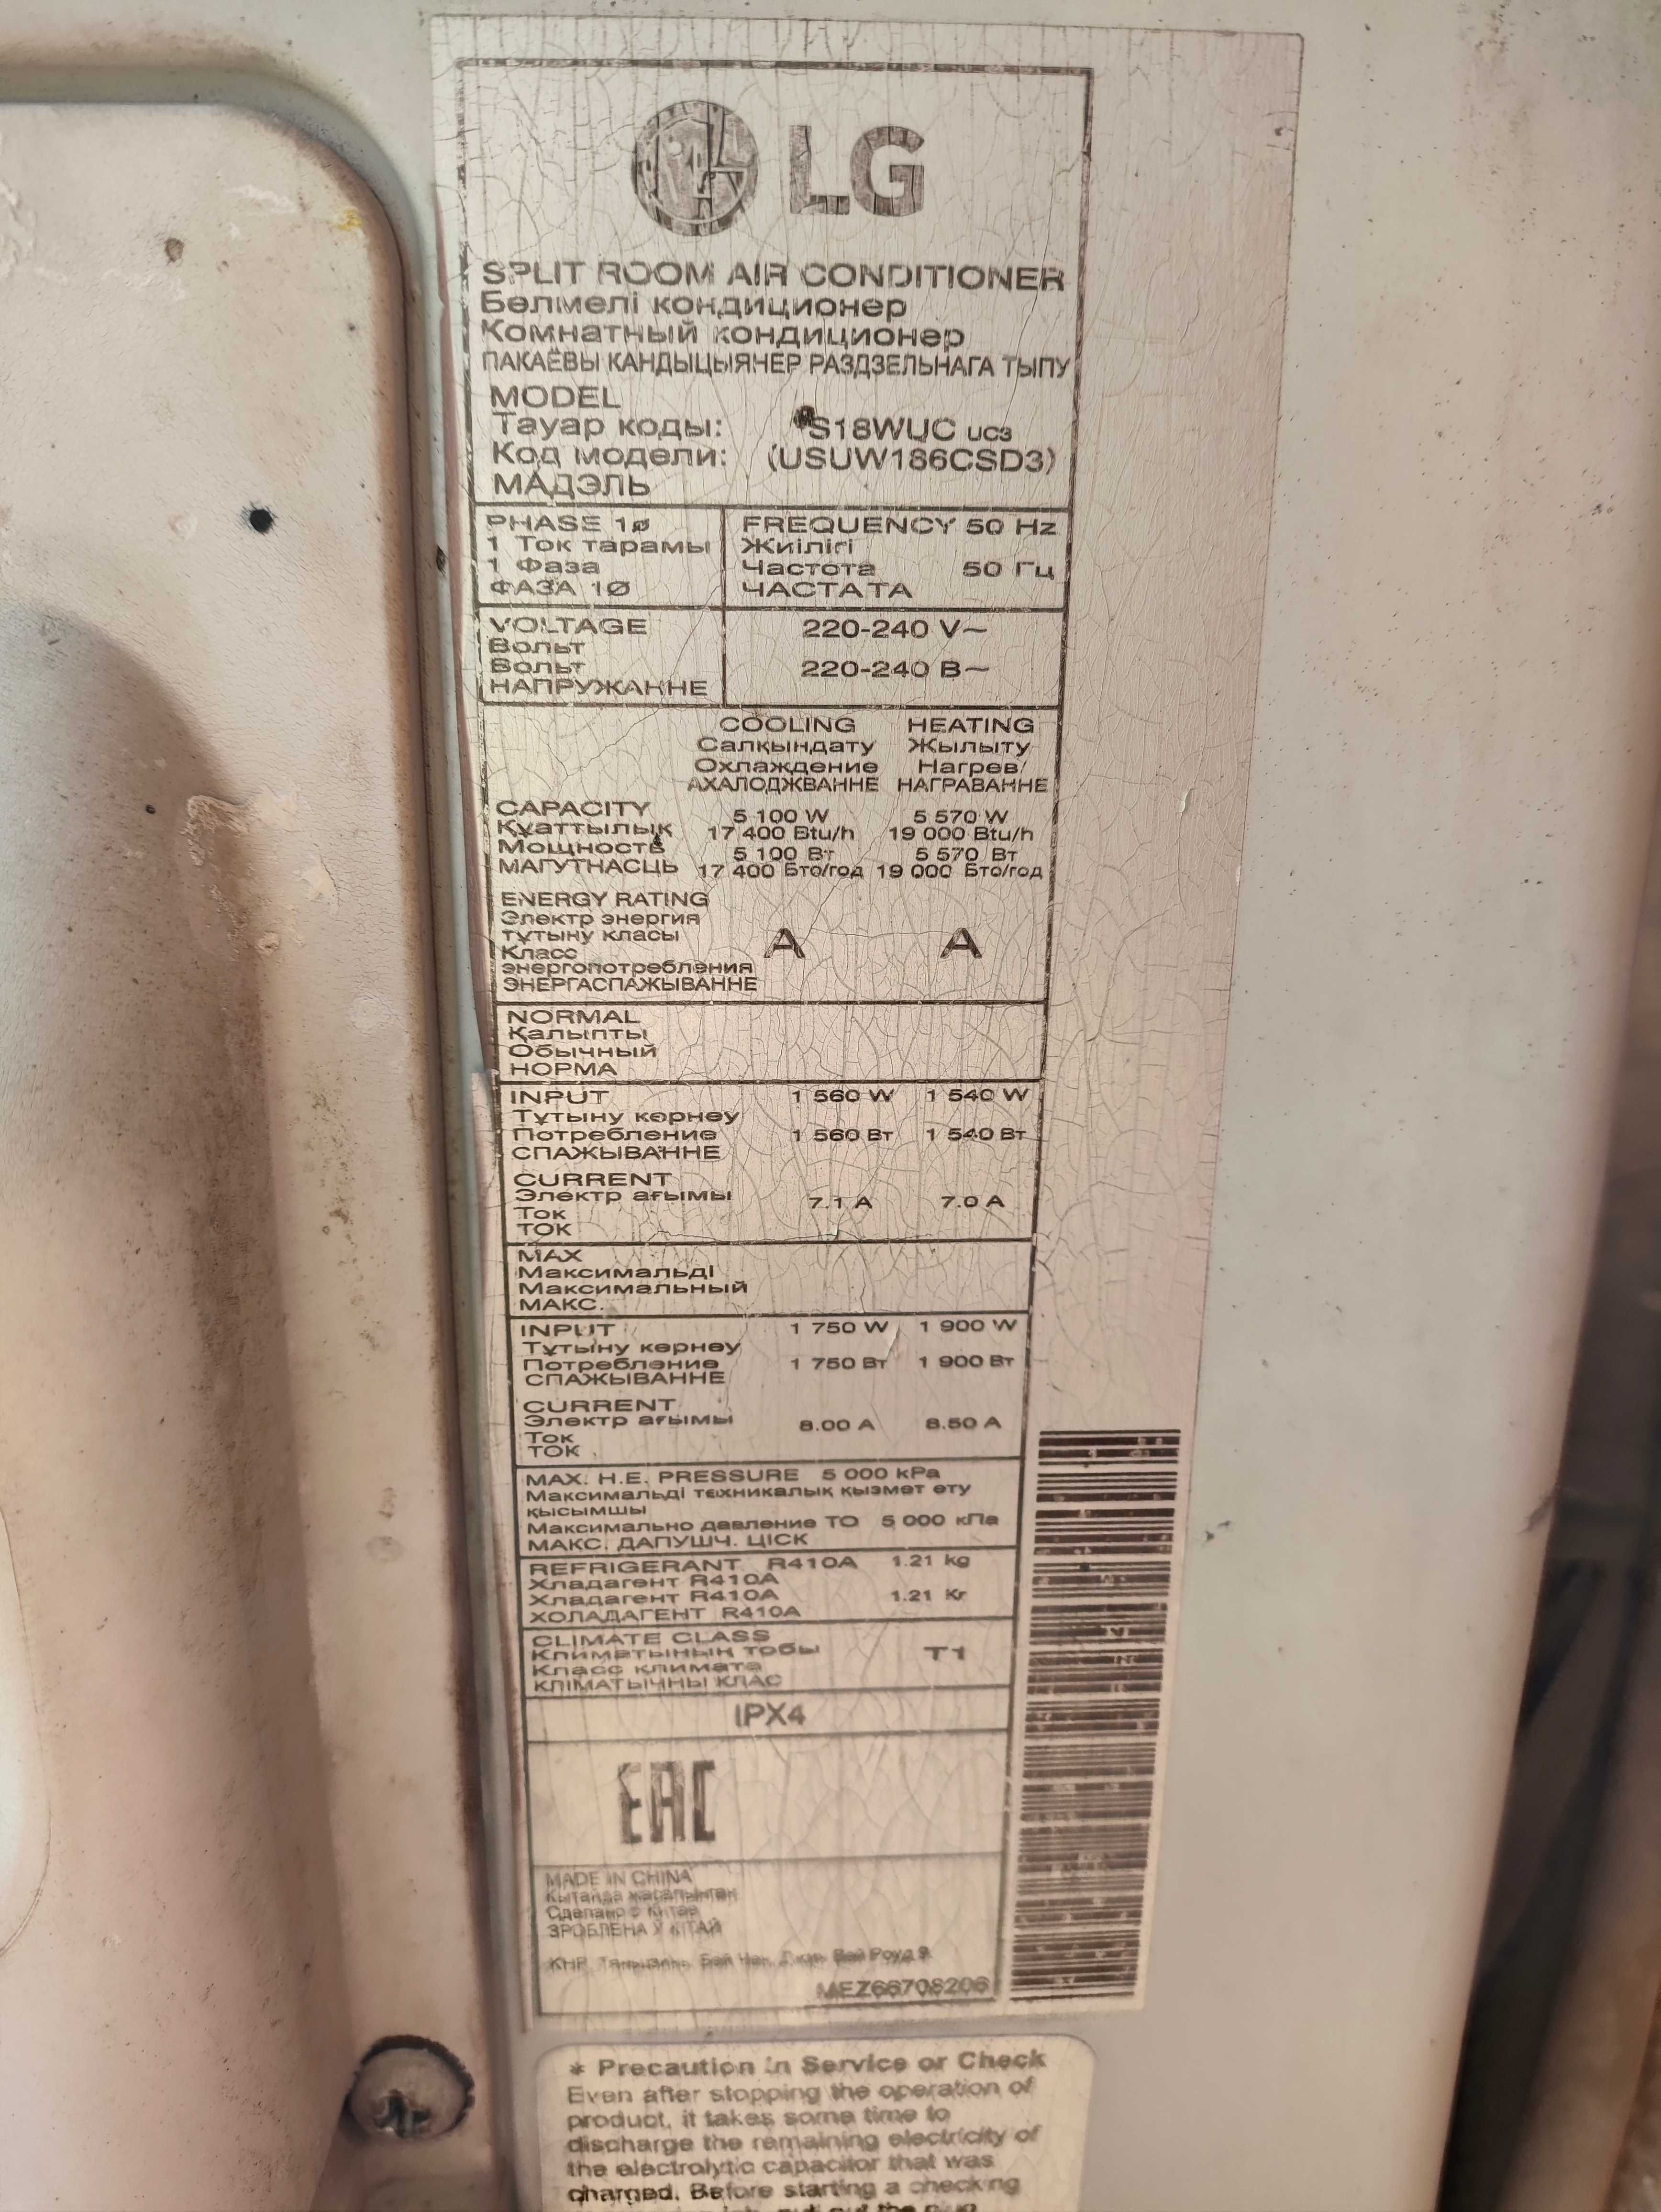 LG
SPLIT ROOM AIR CONDITIONER
Бөлмелі кондиционер
Комнатный кондиционер
ПАКАЁВЫ КАНДЫЦЫЯНЕР РАЗДЗЕЛЬНАГА ТЫПУ
MODEL
Тауар коды: S18WUC UC3
Код модели: (USUW186CSD3)
МАДЭЛЬ
PHASE 1ø FREQUENCY 50 Hz
1 Ток тарамы Жиілігі
1 Фаза Частота 50 Гц
ФАЗА 1Ø ЧАСТАТА
VOLTAGE 220-240 V~
Вольт
Вольт 220-240 В~
НАПРУЖАННЕ
COOLING HEATING
Салқындату Жылыту
Охлаждение Нагрев/
АХАЛОДЖВАННЕ НАГРАВАННЕ
CAPACITY 5 100 W 5 570 W
Қуаттылық 17 400 Btu/h 19 000 Btu/h
Мощность 5 100 Вт 5 570 Вт
МАГУТНАСЦЬ 17 400 Бто/год 19 000 Бто/год
ENERGY RATING
Электр энергия
тұтыну класы A A
Класс
энергопотребления
ЭНЕРГАСПАЖЫВАННЕ
NORMAL
Қалыпты
Обычный
НОРМА
INPUT 1 560 W 1 540 W
Тұтыну көрнеу
Потребление 1 560 Вт 1 540 Вт
СПАЖЫВАННЕ
CURRENT
Электр ағымы 7.1 A 7.0 A
Ток
ТОК
MAX
Максимальді
Максимальный
МАКС.
INPUT 1 750 W 1 900 W
Тұтыну көрнеу
Потребление 1 750 Вт 1 900 Вт
СПАЖЫВАННЕ
CURRENT
Электр ағымы 8.00 A 8.50 A
Ток
ТОК
MAX. H.E. PRESSURE 5 000 kPa
Максимальді техникалық қызмет ету
қысымшы
Максимально давление ТО 5 000 кПа
МАКС. ДАПУШЧ. ЦІСК
REFRIGERANT R410A 1.21 kg
Хладагент R410A
Хладагент R410A 1.21 Кг
ХОЛАДАГЕНТ R410A
CLIMATE CLASS
Климатының тобы T1
Класс климата
КЛІМАТЫЧНЫ КЛАС
IPX4
EAC
MADE IN CHINA
Қытайда жасалынған
Сделано в Китае
ЗРОБЛЕНА У КІТАЙ
КНР, Тяньцзинь, Бэй Чен, Бэй Роуд 9
MEZ66708206
* Precaution in Service or Check
Even after stopping the operation of
product, it takes some time to
discharge the remaining electricity of
the electrolytic capacitor that was
charged. Before starting a checking
out the plug